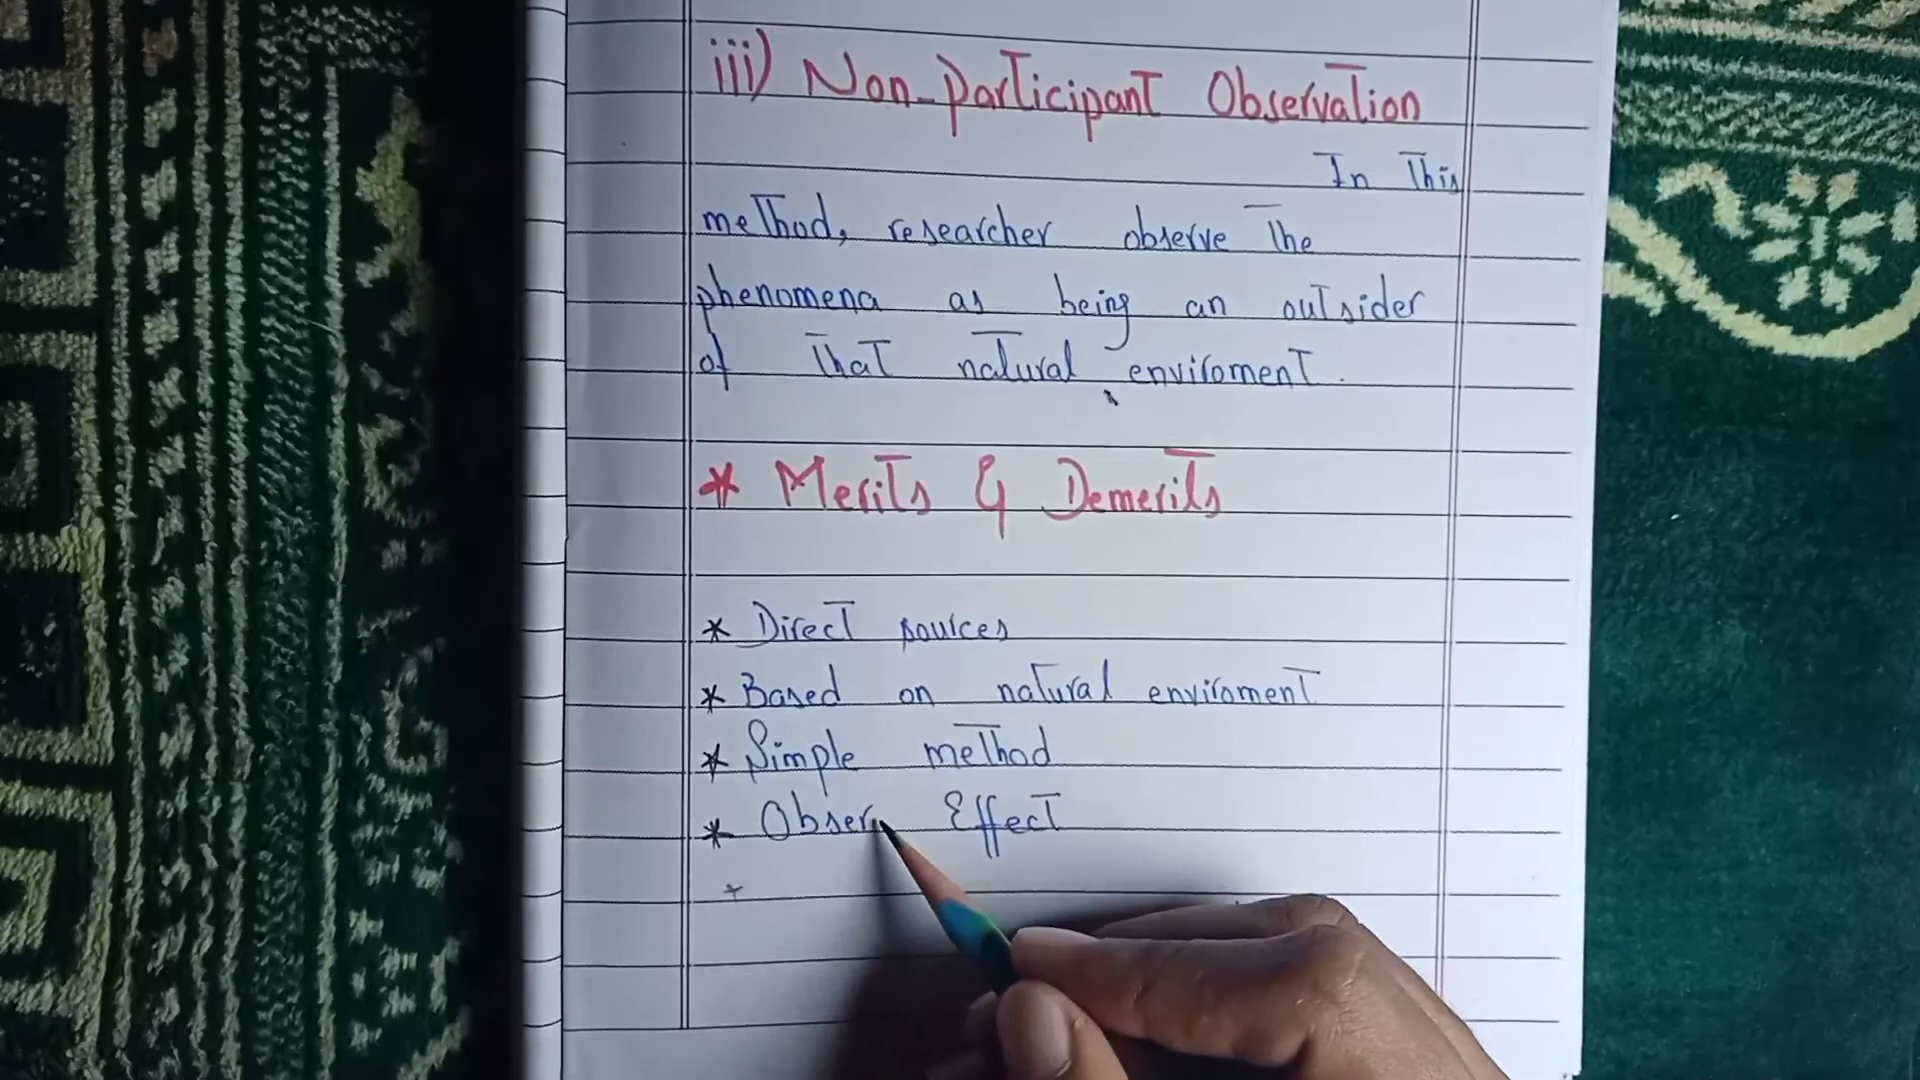 iii) Non-Participant Observation
In This
method, researcher observe The
phenomena as being an outsider
of That natural enviroment.
* Merits & Demerits
* Direct sources
* Based on natural enviroment
* Simple method
* Obser Effect